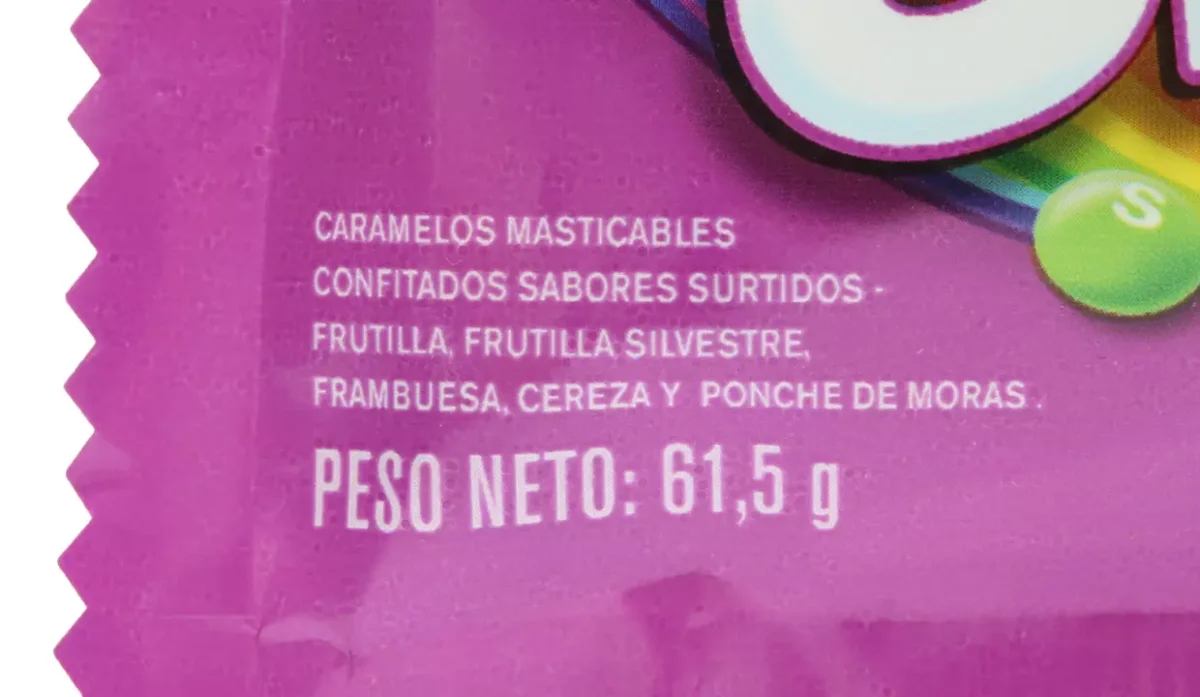 S
CARAMELOS MASTICABLES
CONFITADOS SABORES SURTIDOS -
FRUTILLA, FRUTILLA SILVESTRE,
FRAMBUESA, CEREZA Y PONCHE DE MORAS .
PESO NETO: 61,5 g